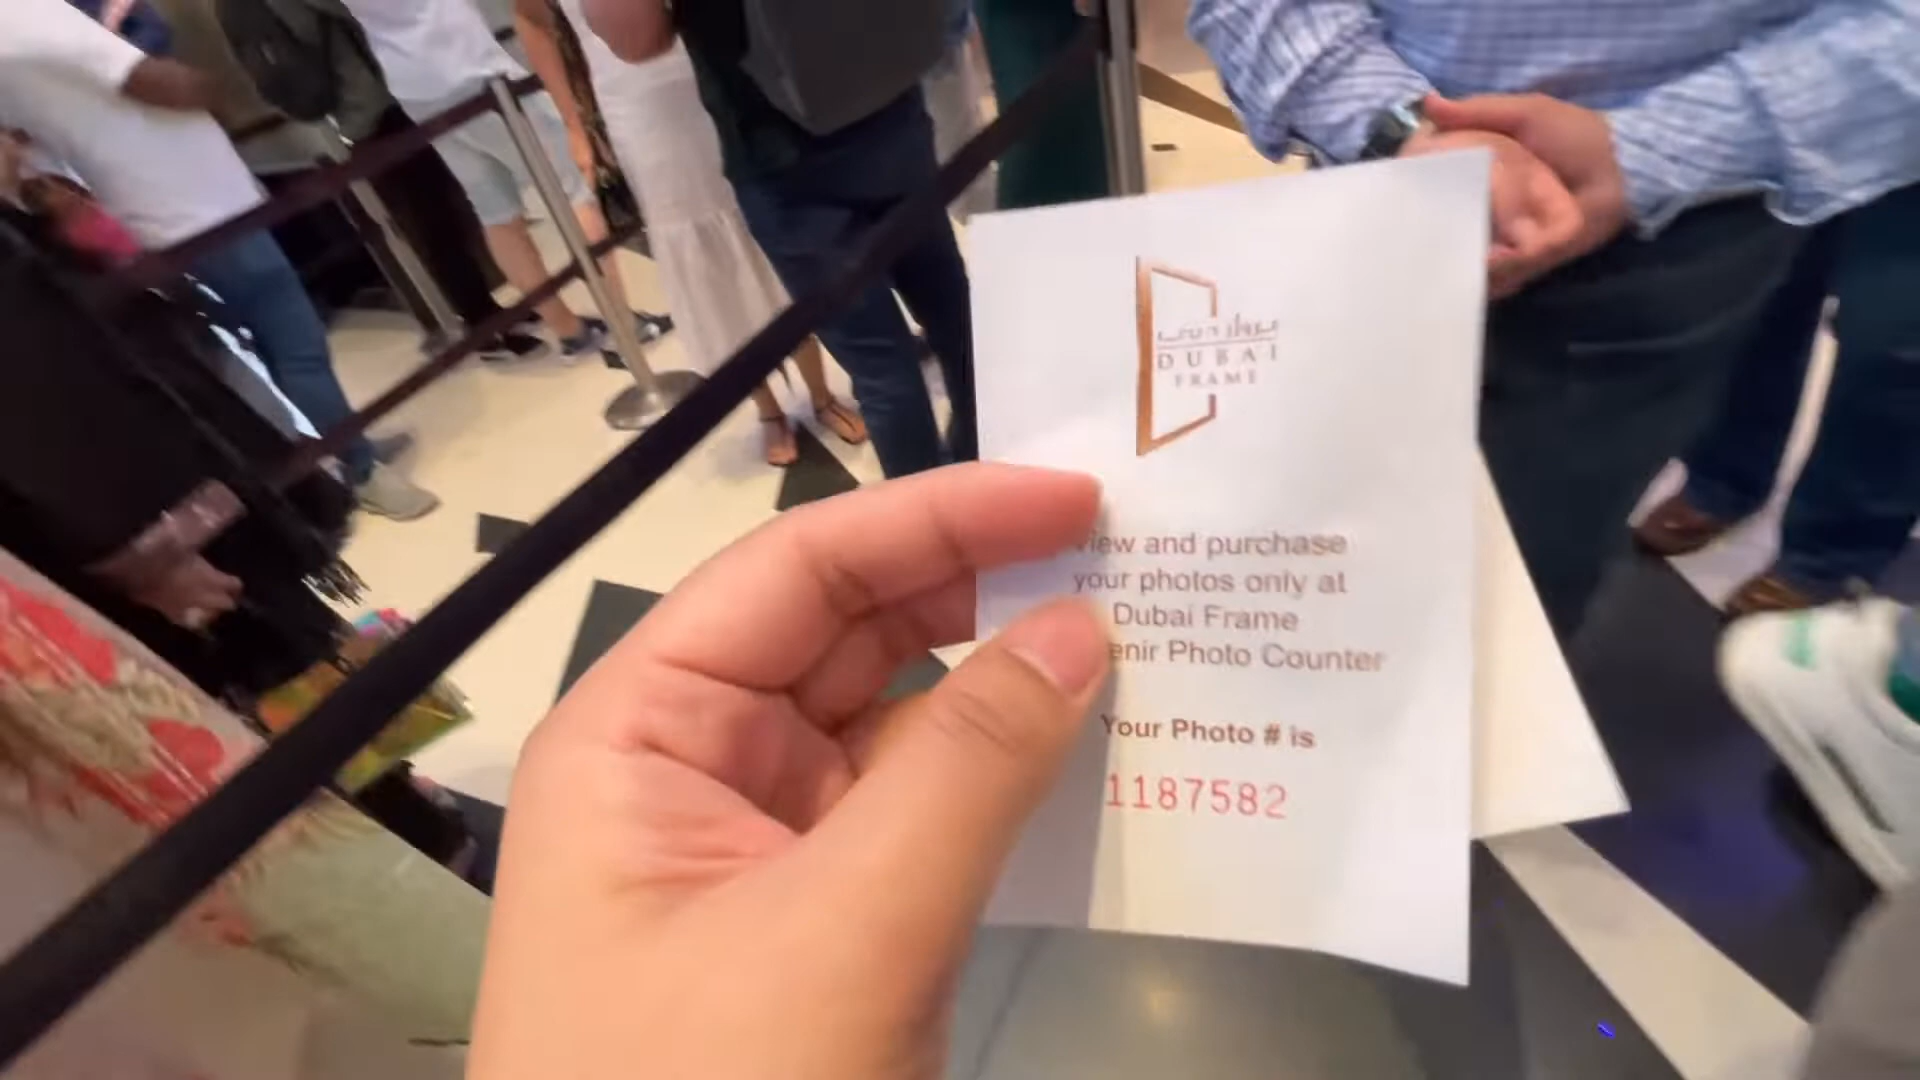 برواز دبي
DUBAI
FRAME
View and purchase
your photos only at
Dubai Frame
enir Photo Counter
Your Photo # is
1187582